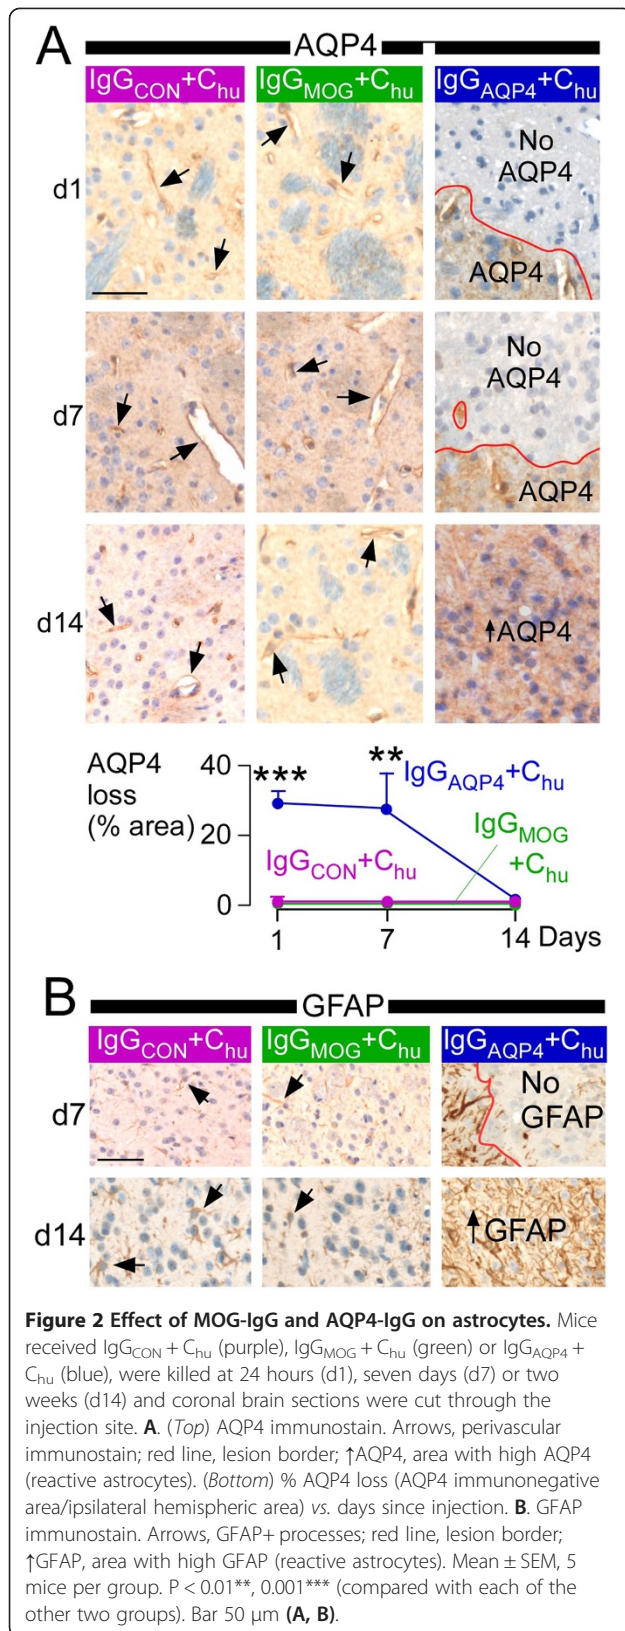 A
AQP4
IgGCON+Chu IgGMOG+Chu IgGAQP4+Chu
d1
No
AQP4
AQP4
d7
No
AQP4
AQP4
d14
↑AQP4
AQP4
loss
(% area)
40
20
0
***
**
IgGAQP4+Chu
IgGMOG
+Chu
IgGCON+Chu
1 7 14 Days
B
GFAP
IgGCON+Chu IgGMOG+Chu IgGAQP4+Chu
d7
No
GFAP
d14
↑GFAP
Figure 2 Effect of MOG-IgG and AQP4-IgG on astrocytes. Mice
received IgGCON + Chu (purple), IgGMOG + Chu (green) or IgGAQP4 +
Chu (blue), were killed at 24 hours (d1), seven days (d7) or two
weeks (d14) and coronal brain sections were cut through the
injection site. A. (Top) AQP4 immunostain. Arrows, perivascular
immunostain; red line, lesion border; ↑AQP4, area with high AQP4
(reactive astrocytes). (Bottom) % AQP4 loss (AQP4 immunonegative
area/ipsilateral hemispheric area) vs. days since injection. B. GFAP
immunostain. Arrows, GFAP+ processes; red line, lesion border;
↑GFAP, area with high GFAP (reactive astrocytes). Mean ± SEM, 5
mice per group. P < 0.01**, 0.001*** (compared with each of the
other two groups). Bar 50 μm (A, B).